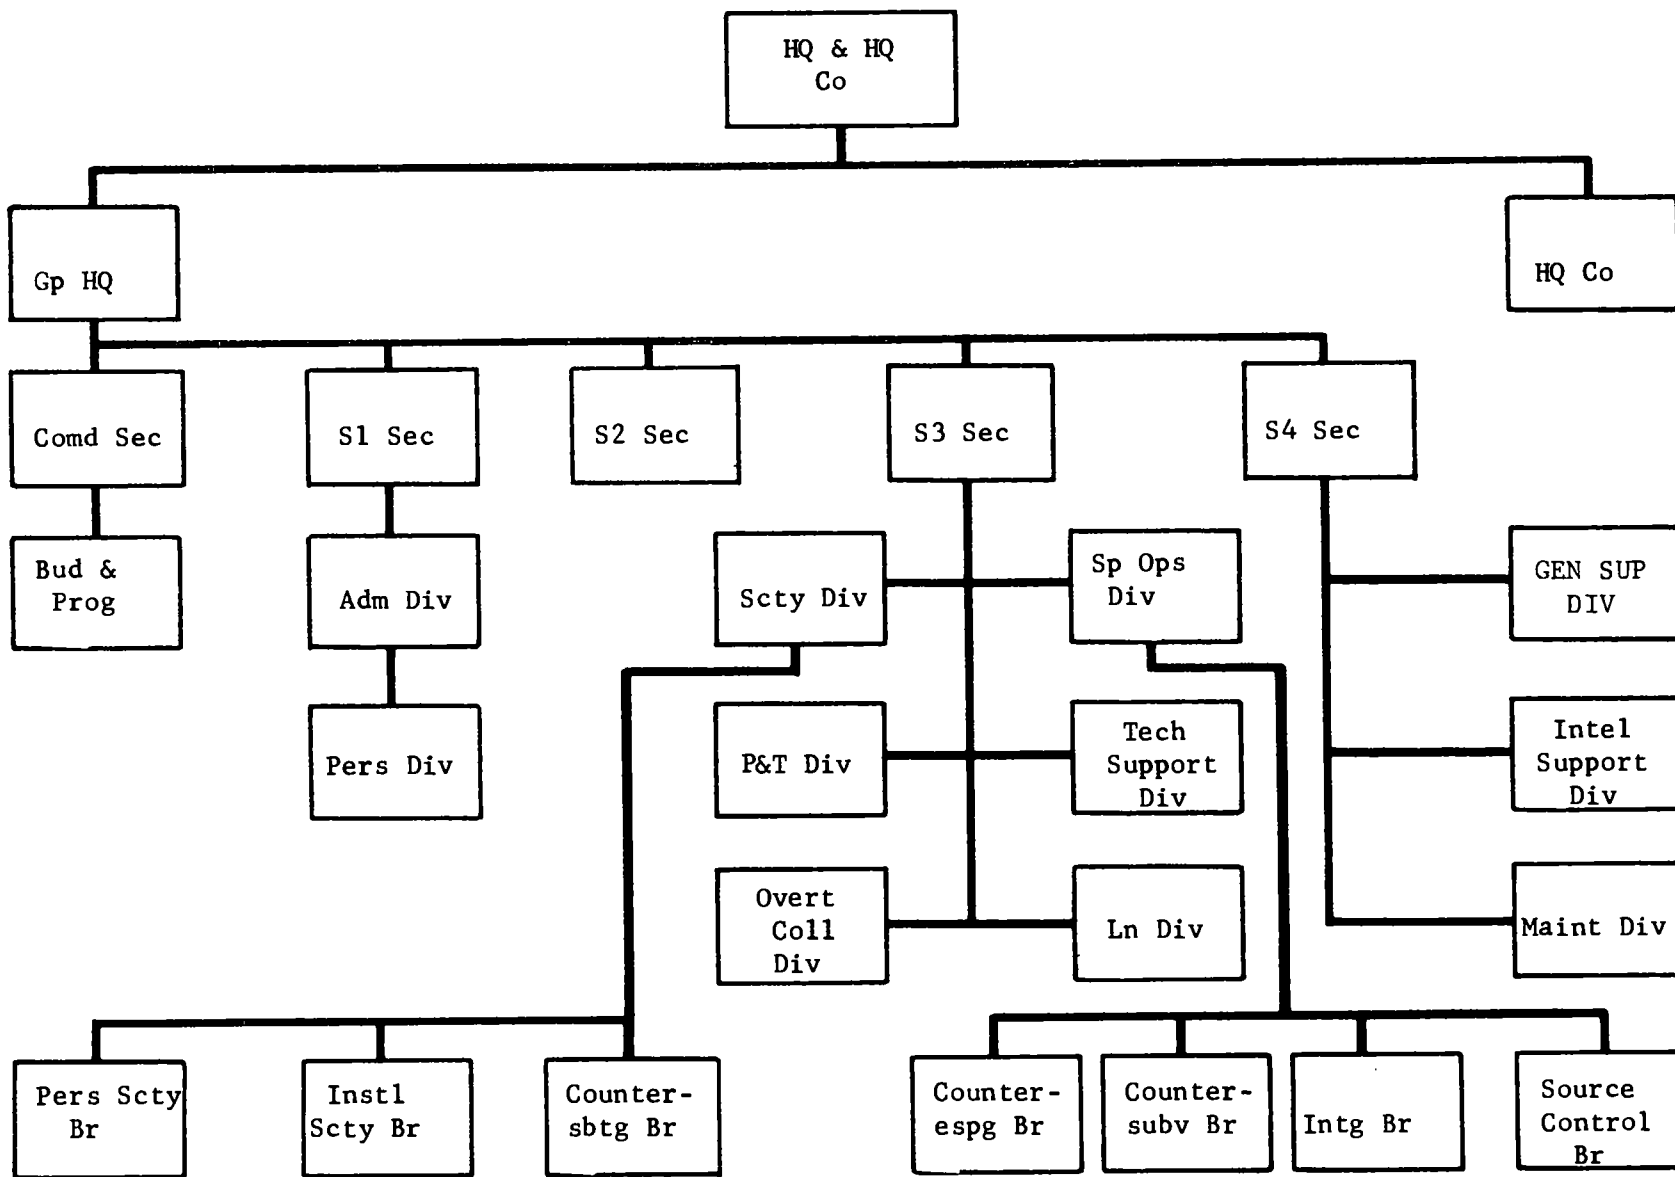 HQ & HQ
Co
Gp HQ
HQ Co
Comd Sec
S1 Sec
S2 Sec
S3 Sec
S4 Sec
Bud &
Prog
Adm Div
Scty Div
Sp Ops
Div
GEN SUP
DIV
Pers Div
P&T Div
Tech
Support
Div
Intel
Support
Div
Overt
Coll
Div
Ln Div
Maint Div
Pers Scty
Br
Instl
Scty Br
Counter-
sbtg Br
Counter-
espg Br
Counter-
subv Br
Intg Br
Source
Control
Br